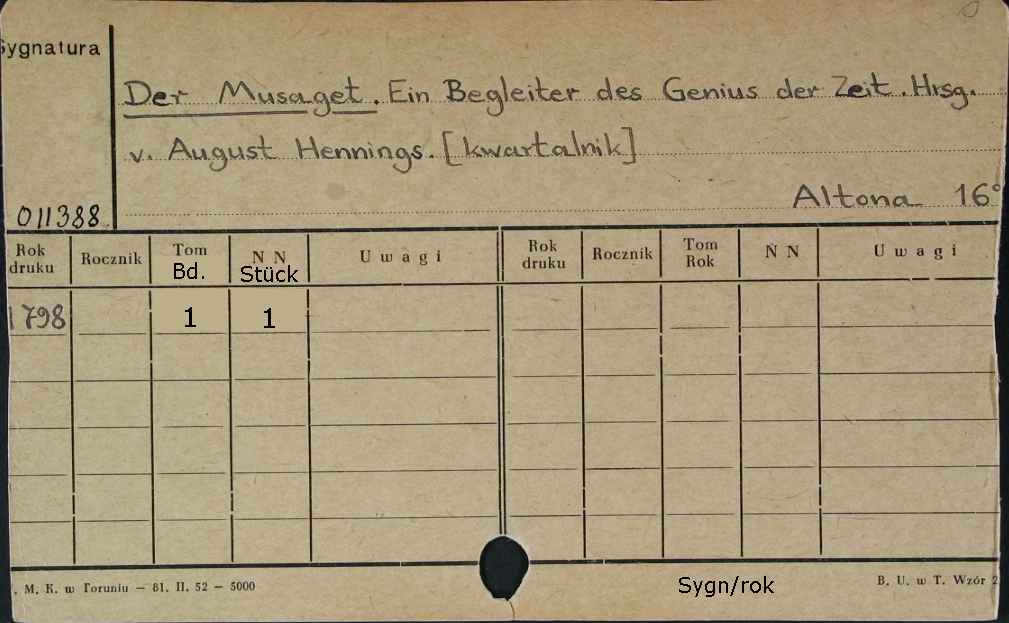 Sygnatura
Der Musaget. Ein Begleiter des Genius der Zeit. Hrsg.
v. August Hennings. [kwartalnik]
Altona 16°
011388
Rok druku Rocznik Tom Bd. N N Stück Uwagi Rok druku Rocznik Tom Rok N N Uwagi
1798 1 1
. M. K. w Toruniu — 81. II. 52 — 5000
Sygn/rok
B. U. w T. Wzór 2